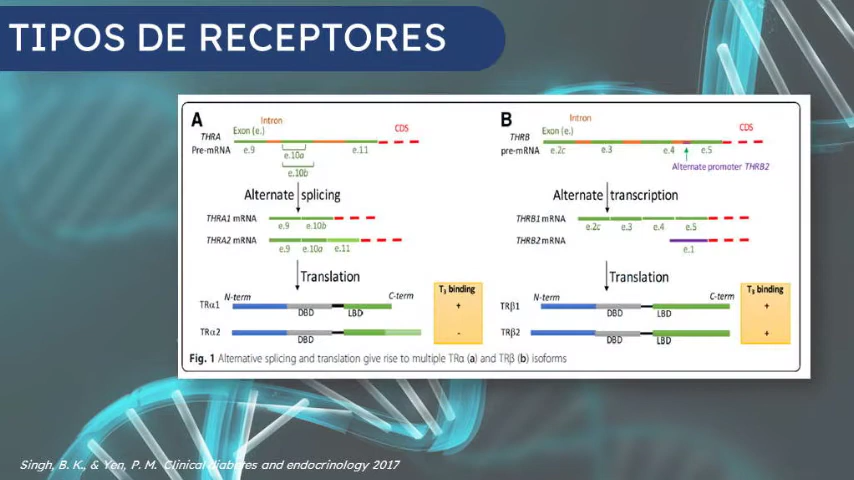 TIPOS DE RECEPTORES
A
Intron
Exon (e.)
CDS
THRA
Pre-mRNA
e.9
e.10a
e.11
e.10b
Alternate splicing
THRA1 mRNA
e.9 e.10b
THRA2 mRNA
e.9 e.10a e.11
Translation
N-term
C-term
TRα1
DBD LBD
TRα2
DBD
T₃ binding
+
-
B
Intron
Exon (e.)
CDS
THRB
pre-mRNA
e.2c e.3 e.4 e.5
Alternate promoter THRB2
Alternate transcription
THRB1 mRNA
e.2c e.3 e.4 e.5
THRB2 mRNA
e.1
Translation
N-term
C-term
TRβ1
DBD LBD
TRβ2
DBD LBD
T₃ binding
+
+
Fig. 1 Alternative splicing and translation give rise to multiple TRα (a) and TRβ (b) isoforms
Singh, B. K., & Yen, P. M. Clinical diabetes and endocrinology 2017